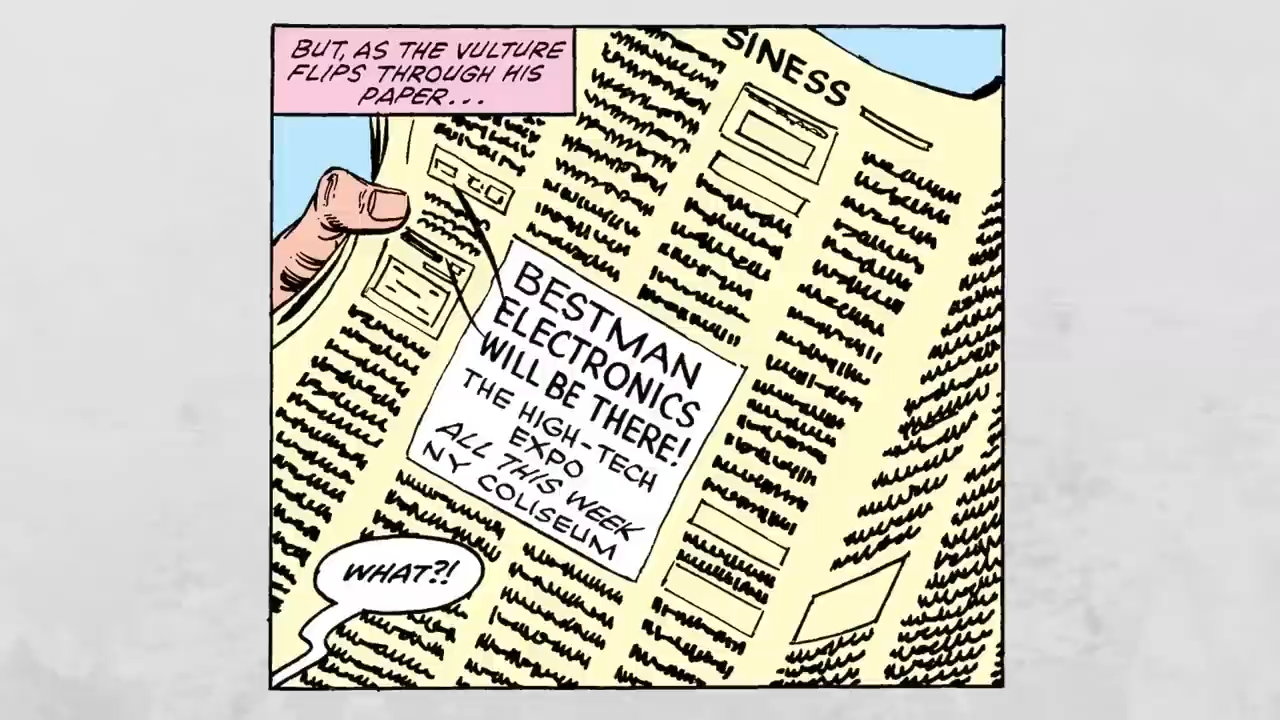 BUT, AS THE VULTURE
FLIPS THROUGH HIS
PAPER...
SINESS
BESTMAN
ELECTRONICS
WILL BE THERE!
THE HIGH-TECH
EXPO
ALL THIS WEEK
NY COLISEUM
WHAT?!